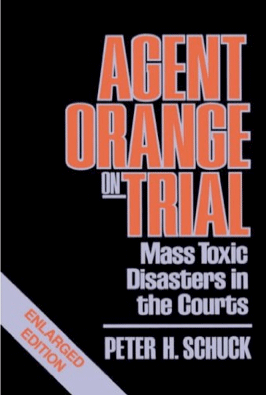 AGENT
ORANGE
ON TRIAL
Mass Toxic
Disasters in
the Courts
ENLARGED
EDITION
PETER H. SCHUCK